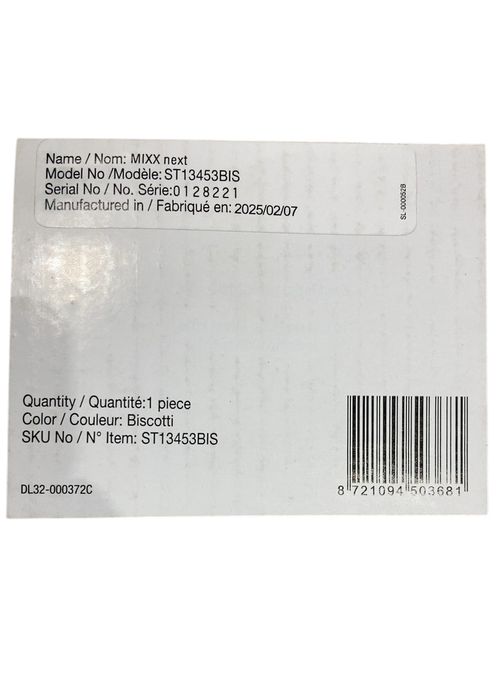 Name / Nom: MIXX next
Model No /Modèle: ST13453BIS
Serial No / No. Série:0128221
Manufactured in / Fabriqué en: 2025/02/07
SL-000052B
Quantity / Quantité:1 piece
Color / Couleur: Biscotti
SKU No / N° Item: ST13453BIS
DL32-000372C
8 721094 503681